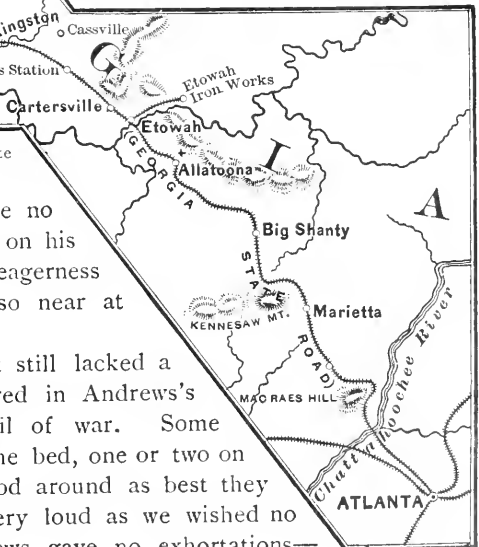 ingston
Cassville
s Station
G
Etowah
Iron Works
Cartersville
Etowah
I
Allatoona
GEORGIA
A
Big Shanty
STATE
KENNESAW MT.
Marietta
ROAD
MACRAES HILL
Chattahoochee River
ATLANTA
te
e no
on his
eagerness
so near at
still lacked a
ed in Andrews's
il of war. Some
ne bed, one or two on
od around as best they
ery loud as we wished no
ws gave no exhortations—